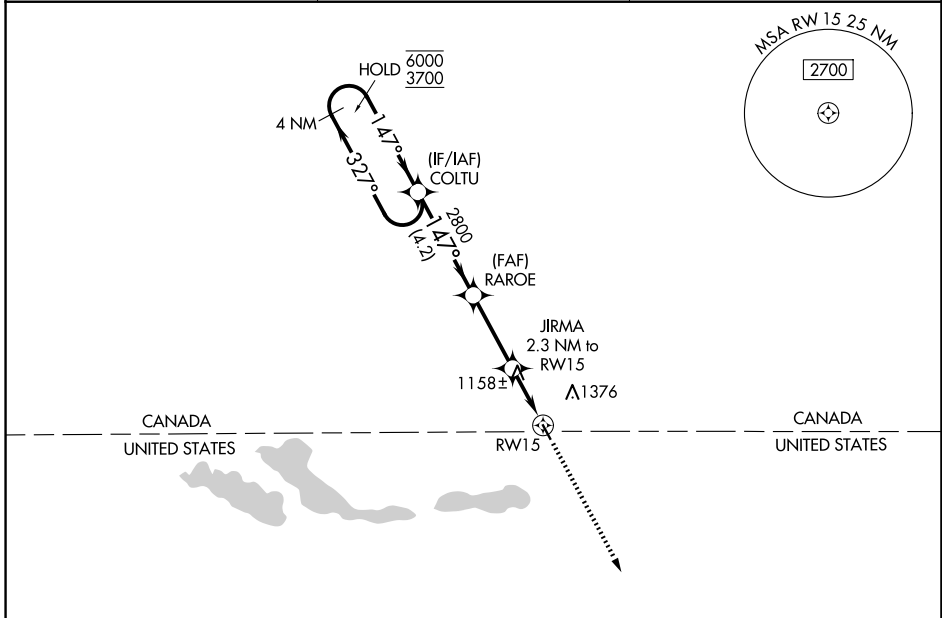 MSA RW 15 25 NM
2700
HOLD
6000
3700
4 NM
147°
327°
(IF/IAF)
COLTU
2800
147°
(4.2)
(FAF)
RAROE
JIRMA
2.3 NM to
RW15
1158±
1376
CANADA
UNITED STATES
RW15
CANADA
UNITED STATES